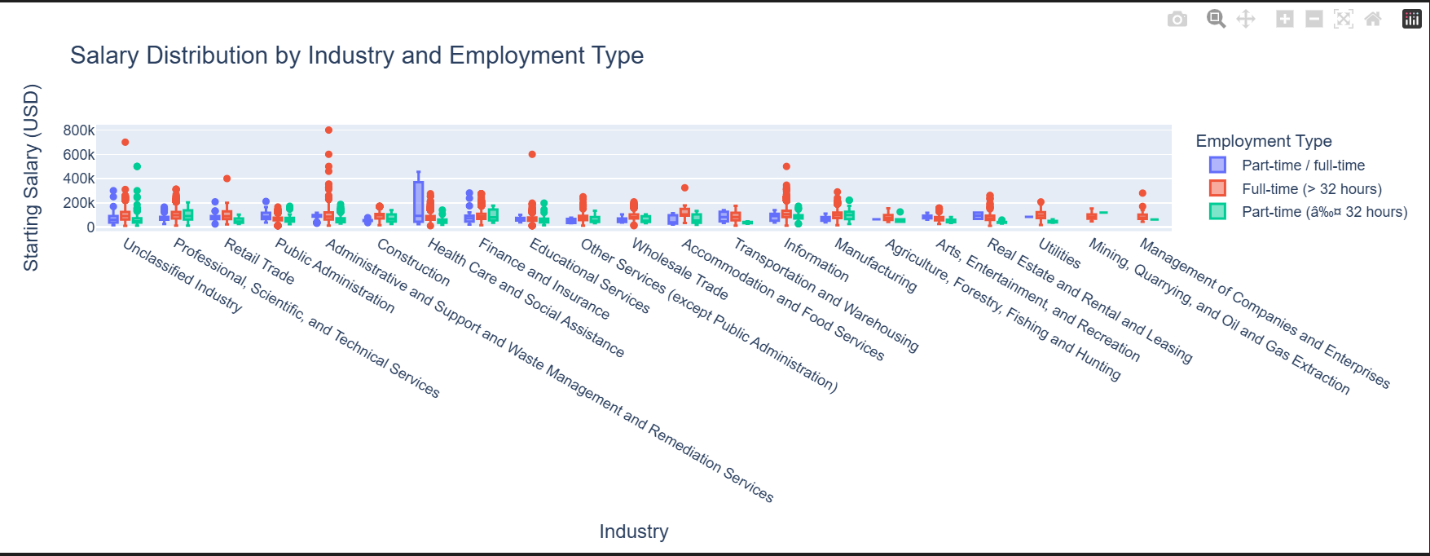 Salary Distribution by Industry and Employment Type
Starting Salary (USD)
800k
600k
400k
200k
0
Unclassified Industry
Professional, Scientific, and Technical Services
Retail Trade
Public Administration
Administrative and Support and Waste Management and Remediation Services
Construction
Health Care and Social Assistance
Finance and Insurance
Educational Services
Other Services (except Public Administration)
Wholesale Trade
Accommodation and Food Services
Transportation and Warehousing
Information
Manufacturing
Agriculture, Forestry, Fishing and Hunting
Arts, Entertainment, and Recreation
Real Estate and Rental and Leasing
Utilities
Mining, Quarrying, and Oil and Gas Extraction
Management of Companies and Enterprises
Industry
Employment Type
Part-time / full-time
Full-time (> 32 hours)
Part-time (â‰¤ 32 hours)